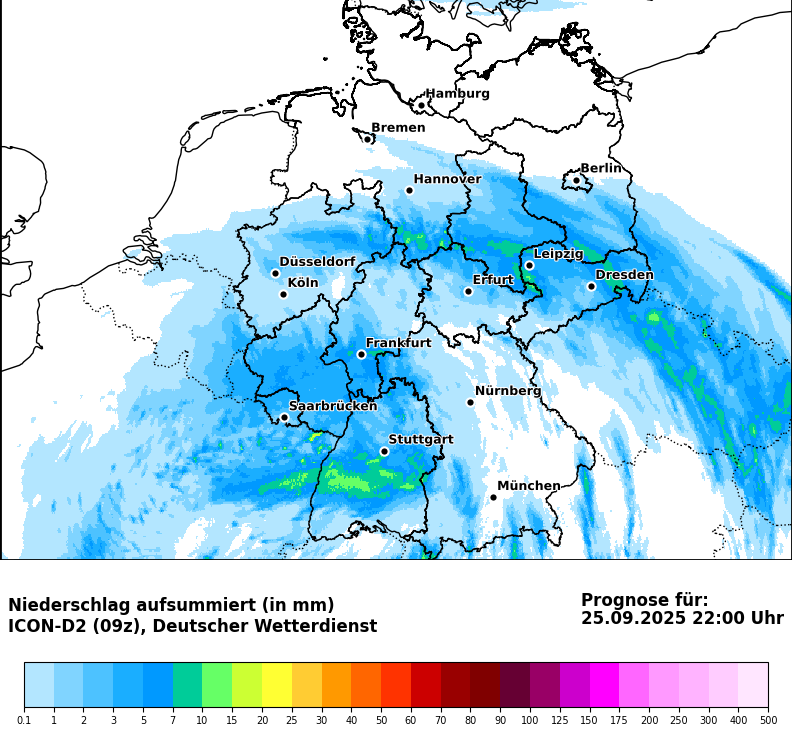 Hamburg
Bremen
Berlin
Hannover
Leipzig
Düsseldorf
Dresden
Erfurt
Köln
Frankfurt
Nürnberg
Saarbrücken
Stuttgart
München
Niederschlag aufsummiert (in mm)
ICON-D2 (09z), Deutscher Wetterdienst
Prognose für:
25.09.2025 22:00 Uhr
0.1 1 2 3 5 7 10 15 20 25 30 40 50 60 70 80 90 100 125 150 175 200 250 300 400 500